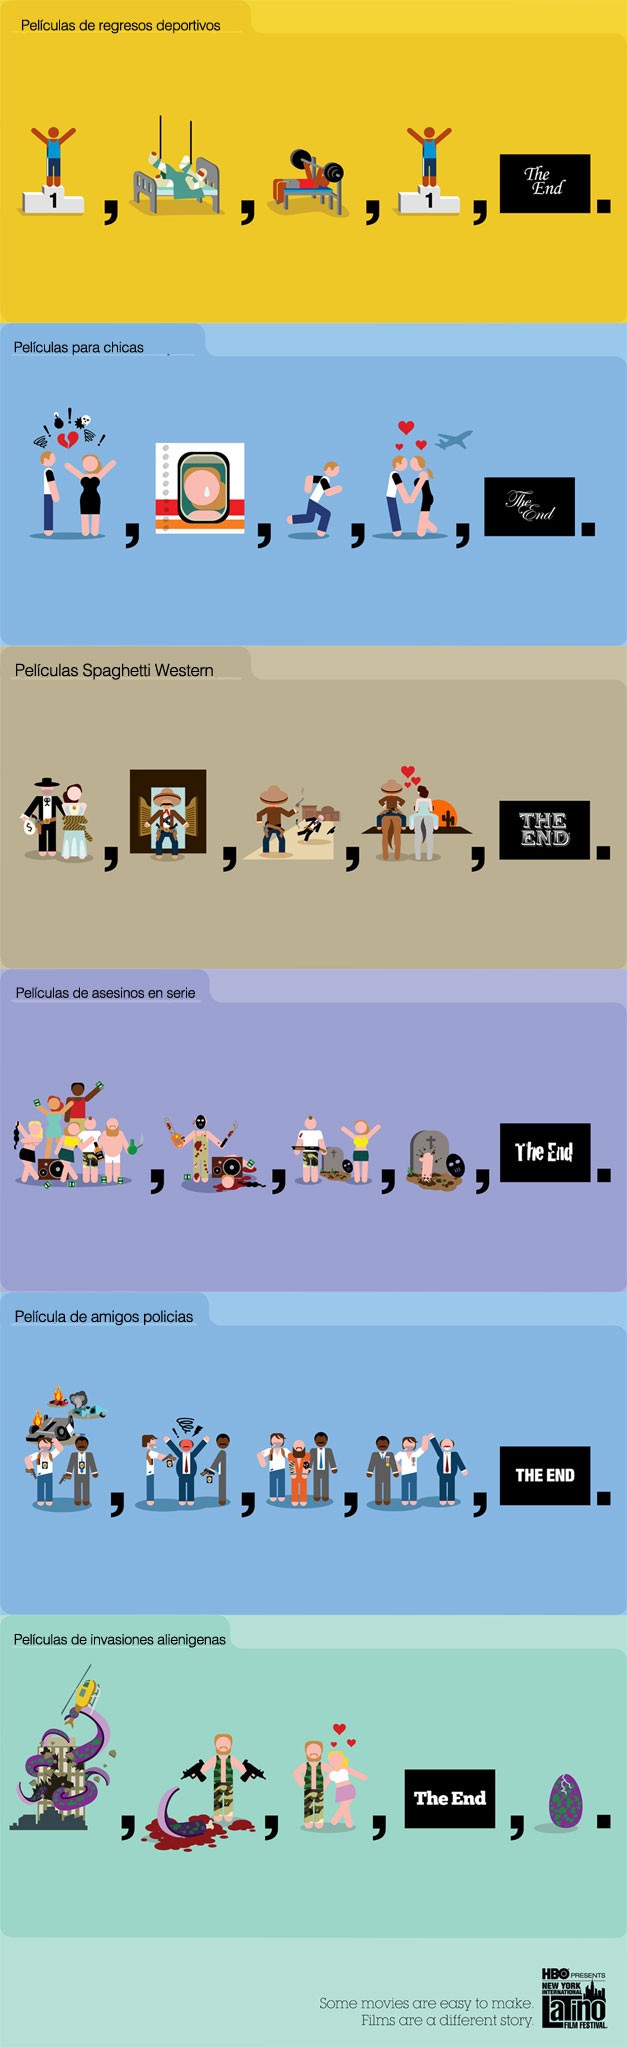 Películas de regresos deportivos
1
,
,
,
1
,
The
End
.
Películas para chicas
!
!
!
,
,
,
,
The
End
.
Películas Spaghetti Western
$
,
,
,
,
THE
END
.
Películas de asesinos en serie
,
,
,
,
The End
.
Película de amigos policias
,
,
,
,
THE END
.
Películas de invasiones alienigenas
,
,
,
The End
,
.
Some movies are easy to make.
Films are a different story.
HBO PRESENTS
NEW YORK
INTERNATIONAL
LaTino
FILM FESTIVAL